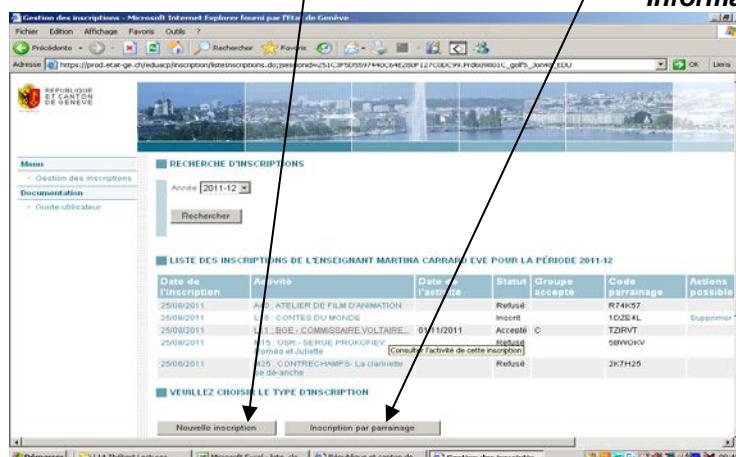 Informa
Gestion des inscriptions - Microsoft Internet Explorer fourni par l'Etat de Genève
Fichier Edition Affichage Favoris Outils ?
Précédente Rechercher Favoris
Adresse OK Liens
REPUBLIQUE
ET CANTON
DE GENEVE
Menu
Gestion des inscriptions
Documentation
Guide utilisateur
RECHERCHE D'INSCRIPTIONS
Année 2011-12
Rechercher
LISTE DES INSCRIPTIONS DE L'ENSEIGNANT MARTINA CARRARD EVE POUR LA PÉRIODE 2011-12
Date de l'inscription Activité Date de l'activité Statut Groupe accepté Code parrainage Actions possible
25/08/2011 ATELIER DE FILM D'ANIMATION Refusé R74K57
25/08/2011 CONTES DU MONDE Inscrit 1DZE4L Supprimer
25/08/2011 BGE - COMMISSAIRE VOLTAIRE... 01/11/2011 Accepté C TZIRVT
25/08/2011 OSR - SERGE PROKOFIEV Roméo et Juliette Refusé 5BWOKV
Consulter l'activité de cette inscription
25/08/2011 M25 : CONTRECHAMPS- La clarinette se dé-anche Refusé 2K7H25
VEUILLEZ CHOISIR LE TYPE D'INSCRIPTION
Nouvelle inscription Inscription par parrainage
Démarrer